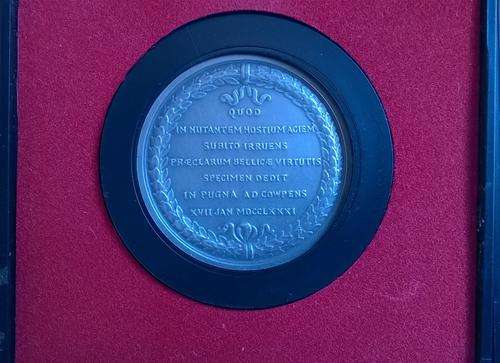 QUOD
IN NUTANTEM HOSTIUM ACIEM
SUBITO IRRUENS
PRÆCLARUM BELLICÆ VIRTUTIS
SPECIMEN DEDIT
IN PUGNA AD COWPENS
XVII JAN MDCCLXXXI